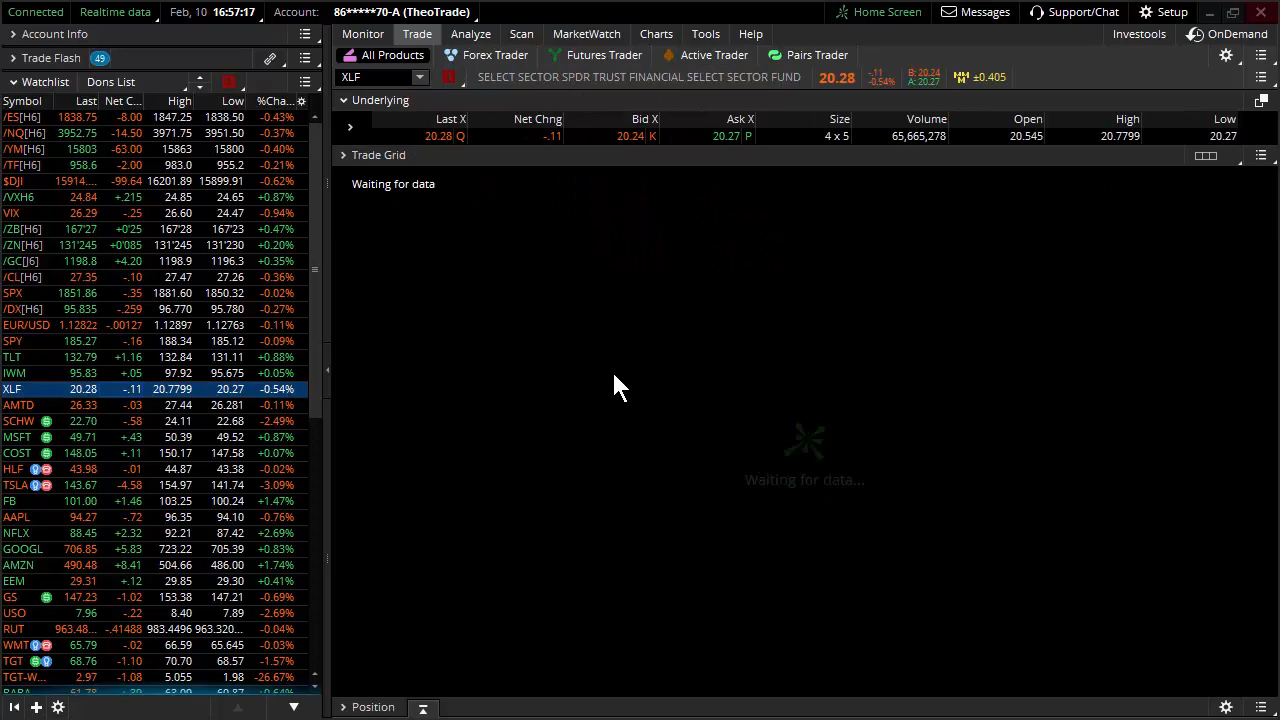 Connected Realtime data Feb, 10 16:57:17 Account: 86*****70-A (TheoTrade) Home Screen Messages Support/Chat Setup
Account Info
Trade Flash 49
Watchlist Dons List
Symbol Last Net C... High Low %Cha...
/ES[H6] 1838.75 -8.00 1847.25 1838.50 -0.43%
/NQ[H6] 3952.75 -14.50 3971.75 3951.50 -0.37%
/YM[H6] 15803 -63.00 15863 15800 -0.40%
/TF[H6] 958.6 -2.00 983.0 955.2 -0.21%
$DJI 15914.... -99.64 16201.89 15899.91 -0.62%
/VXH6 24.84 +.215 24.85 24.65 +0.87%
VIX 26.29 -.25 26.60 24.47 -0.94%
/ZB[H6] 167'27 +0'25 167'28 167'23 +0.47%
/ZN[H6] 131'245 +0'085 131'245 131'230 +0.20%
/GC[J6] 1198.8 +4.20 1198.9 1196.3 +0.35%
/CL[H6] 27.35 -.10 27.47 27.26 -0.36%
SPX 1851.86 -.35 1881.60 1850.32 -0.02%
/DX[H6] 95.835 -.259 96.770 95.780 -0.27%
EUR/USD 1.12822 -.00127 1.12897 1.12763 -0.11%
SPY 185.27 -.16 188.34 185.12 -0.09%
TLT 132.79 +1.16 132.84 131.11 +0.88%
IWM 95.83 +.05 97.92 95.675 +0.05%
XLF 20.28 -.11 20.7799 20.27 -0.54%
AMTD 26.33 -.03 27.44 26.281 -0.11%
SCHW 22.70 -.58 24.11 22.68 -2.49%
MSFT 49.71 +.43 50.39 49.52 +0.87%
COST 148.05 +.11 150.17 147.58 +0.07%
HLF 43.98 -.01 44.87 43.38 -0.02%
TSLA 143.67 -4.58 154.97 141.74 -3.09%
FB 101.00 +1.46 103.25 100.24 +1.47%
AAPL 94.27 -.72 96.35 94.10 -0.76%
NFLX 88.45 +2.32 92.21 87.42 +2.69%
GOOGL 706.85 +5.83 723.22 705.39 +0.83%
AMZN 490.48 +8.41 504.66 486.00 +1.74%
EEM 29.31 +.12 29.85 29.30 +0.41%
GS 147.23 -1.02 153.38 147.21 -0.69%
USO 7.96 -.22 8.40 7.89 -2.69%
RUT 963.48... -.41488 983.4496 963.320... -0.04%
WMT 65.79 -.02 66.59 65.645 -0.03%
TGT 68.76 -1.10 70.70 68.57 -1.57%
TGT-W... 2.97 -1.08 5.055 1.98 -26.67%
BABA 61.78 +.39 63.09 60.87 +0.64%
Monitor Trade Analyze Scan MarketWatch Charts Tools Help Investools OnDemand
All Products Forex Trader Futures Trader Active Trader Pairs Trader
XLF SELECT SECTOR SPDR TRUST FINANCIAL SELECT SECTOR FUND 20.28 -.11 -0.54% B: 20.24 A: 20.27 ±0.405
Underlying
Last X Net Chng Bid X Ask X Size Volume Open High Low
20.28 Q -.11 20.24 K 20.27 P 4 x 5 65,665,278 20.545 20.7799 20.27
Trade Grid
Waiting for data
Waiting for data...
Position